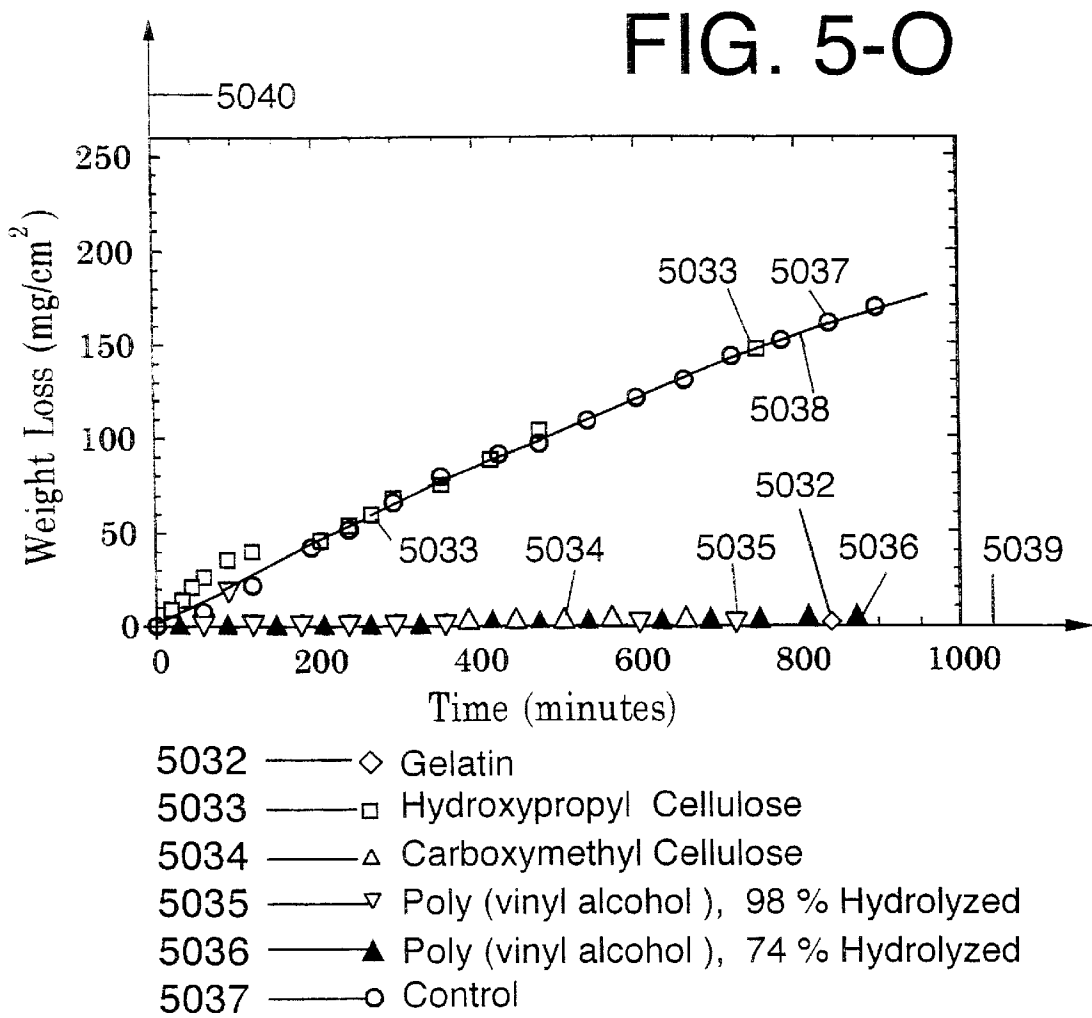 FIG. 5-O
5040
250
200
150
100
50
0
Weight Loss (mg/cm²)
5033
5037
5038
5032
5033
5034
5035
5036
5039
0
200
400
600
800
1000
Time (minutes)
5032 Gelatin
5033 Hydroxypropyl Cellulose
5034 Carboxymethyl Cellulose
5035 Poly (vinyl alcohol ), 98 % Hydrolyzed
5036 Poly (vinyl alcohol ), 74 % Hydrolyzed
5037 Control